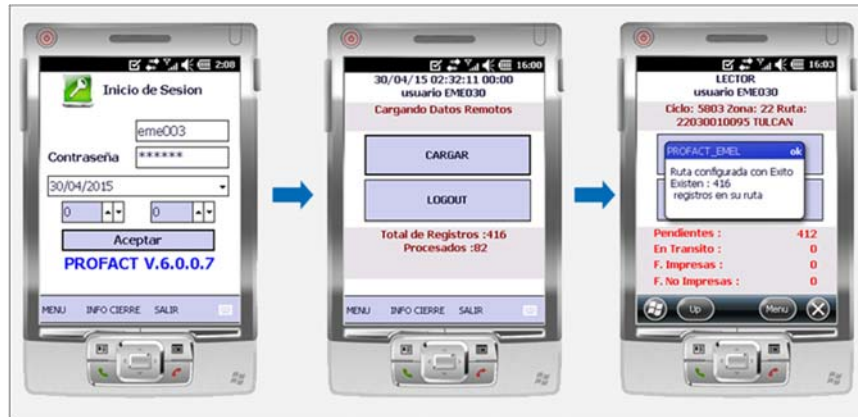 2:08
Inicio de Sesion
eme003
Contraseña
******
30/04/2015
0
0
Aceptar
PROFACT V.6.0.0.7
MENU INFO CIERRE SALIR
16:00
30/04/15 02:32:11 00:00
usuario EME030
Cargando Datos Remotos
CARGAR
LOGOUT
Total de Registros :416
Procesados :82
MENU INFO CIERRE SALIR
16:03
LECTOR
usuario EME030
Ciclo: 5803 Zona: 22 Ruta:
22030010095 TULCAN
PROFACT_EMEL ok
Ruta configurada con Exito
Existen : 416
registros en su ruta
Pendientes : 412
En Transito : 0
F. Impresas : 0
F. No Impresas : 0
Up Menu